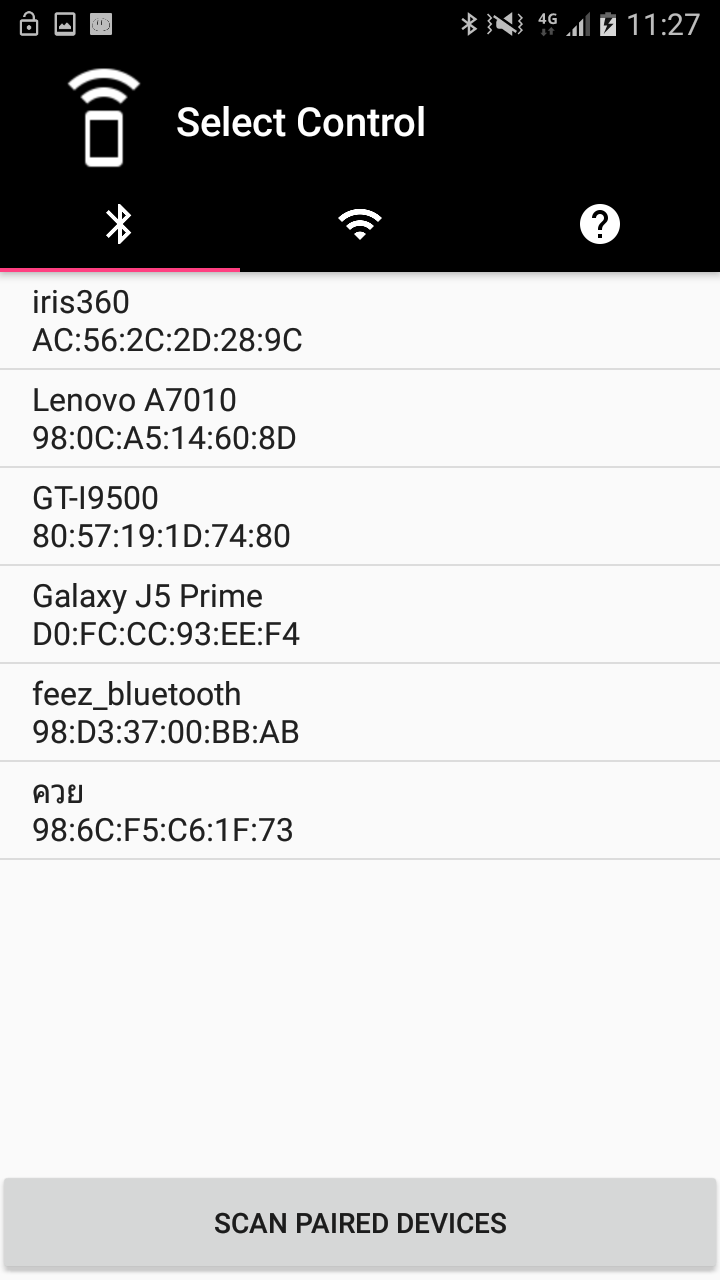 4G 11:27
Select Control
iris360
AC:56:2C:2D:28:9C
Lenovo A7010
98:0C:A5:14:60:8D
GT-I9500
80:57:19:1D:74:80
Galaxy J5 Prime
D0:FC:CC:93:EE:F4
feez_bluetooth
98:D3:37:00:BB:AB
ควย
98:6C:F5:C6:1F:73
SCAN PAIRED DEVICES